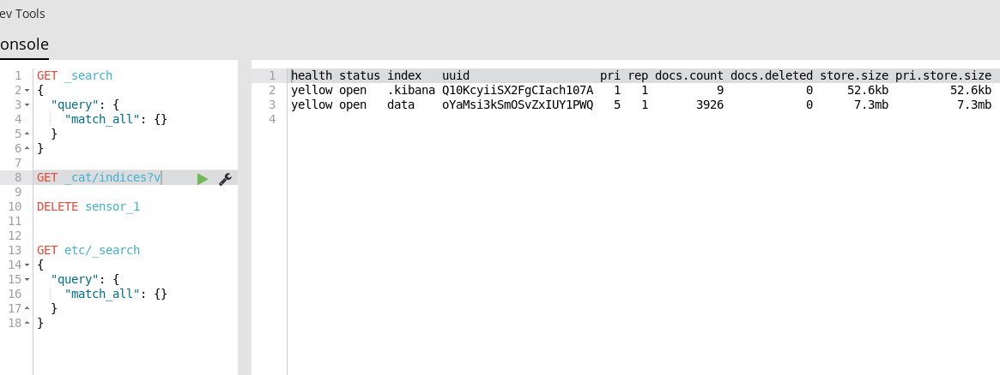 ev Tools
onsole
1 GET _search
2 {
3 "query": {
4 "match_all": {}
5 }
6 }
7
8 GET _cat/indices?v
9
10 DELETE sensor_1
11
12
13 GET etc/_search
14 {
15 "query": {
16 "match_all": {}
17 }
18 }
1 health status index uuid pri rep docs.count docs.deleted store.size pri.store.size
2 yellow open .kibana Q10KcyiiSX2FgCIach107A 1 1 9 0 52.6kb 52.6kb
3 yellow open data oYaMsi3kSmOSvZxIUY1PWQ 5 1 3926 0 7.3mb 7.3mb
4